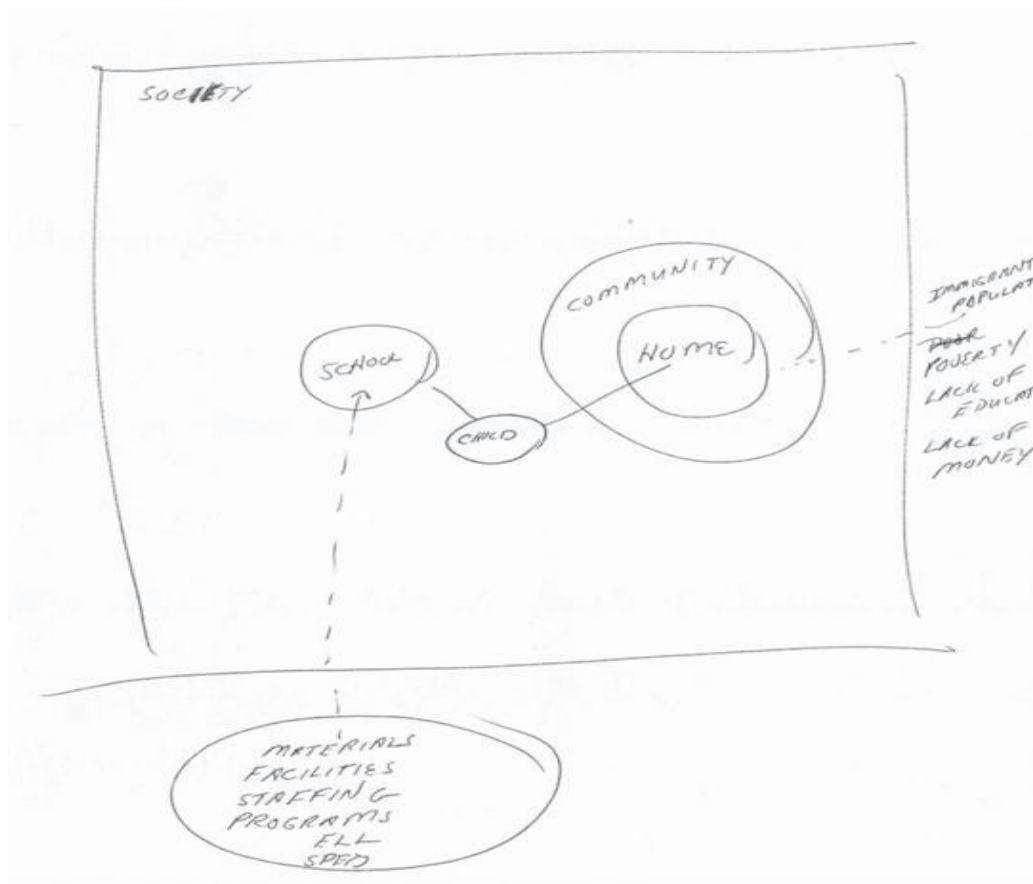 SOCIETY
COMMUNITY
HOME
SCHOOL
CHILD
IMMIGRANT
POPULAT
POOR
POVERTY
LACK OF
EDUCAT
LACK OF
MONEY
MATERIALS
FACILITIES
STAFFING
PROGRAMS
ELL
SPED